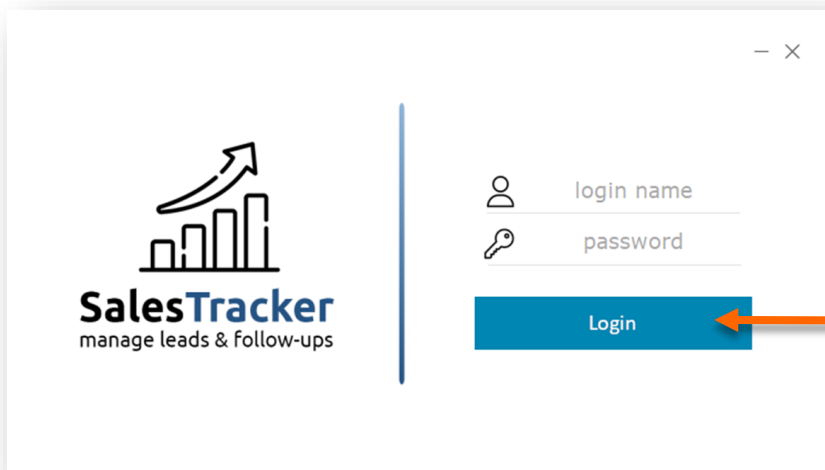 SalesTracker
manage leads & follow-ups
login name
password
Login